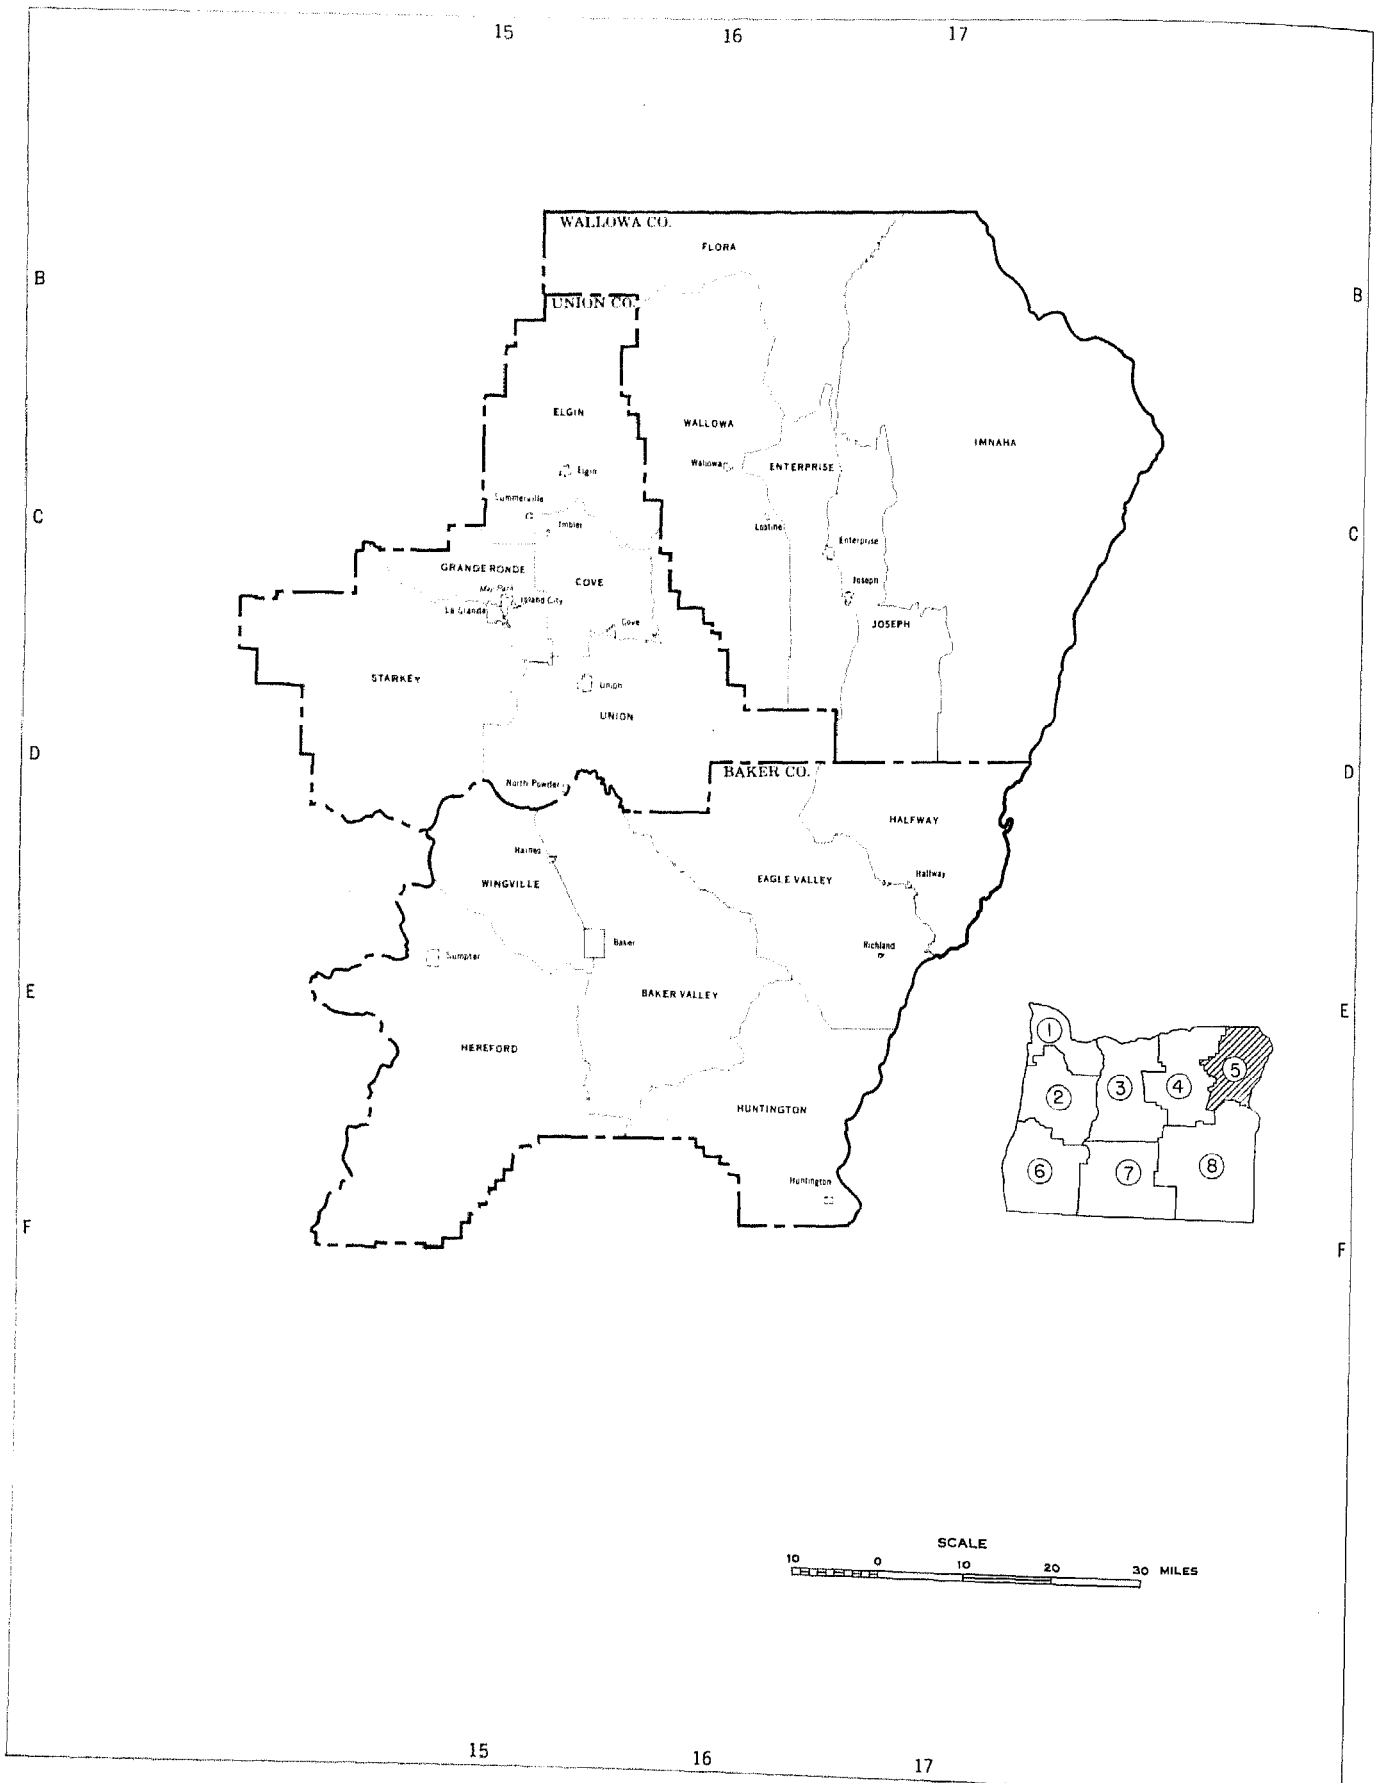 15 16 17
WALLOWA CO.
FLORA
B B
UNION CO.
ELGIN
WALLOWA
IMNAHA
Wallowa
ENTERPRISE
Elgin
Summerville
C C
Imbler
Lostine
Enterprise
GRANDE RONDE
COVE
Joseph
May Park
Island City
La Grande
Cove
JOSEPH
STARKEY
Union
UNION
D D
BAKER CO.
North Powder
HALFWAY
Haines
WINGVILLE
EAGLE VALLEY
Halfway
Baker
Richland
Sumpter
E E
BAKER VALLEY
HEREFORD
1
5
3
4
2
HUNTINGTON
8
6
7
Huntington
F F
SCALE
10 0 10 20 30 MILES
15 16 17